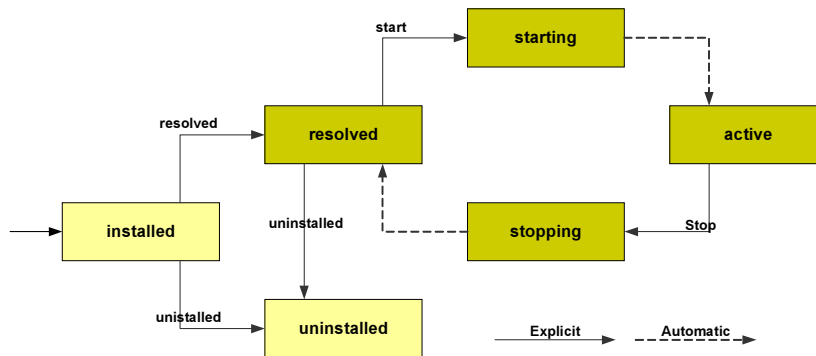 start
starting
resolved
resolved
active
uninstalled
installed
stopping
Stop
unistalled
uninstalled
Explicit
Automatic